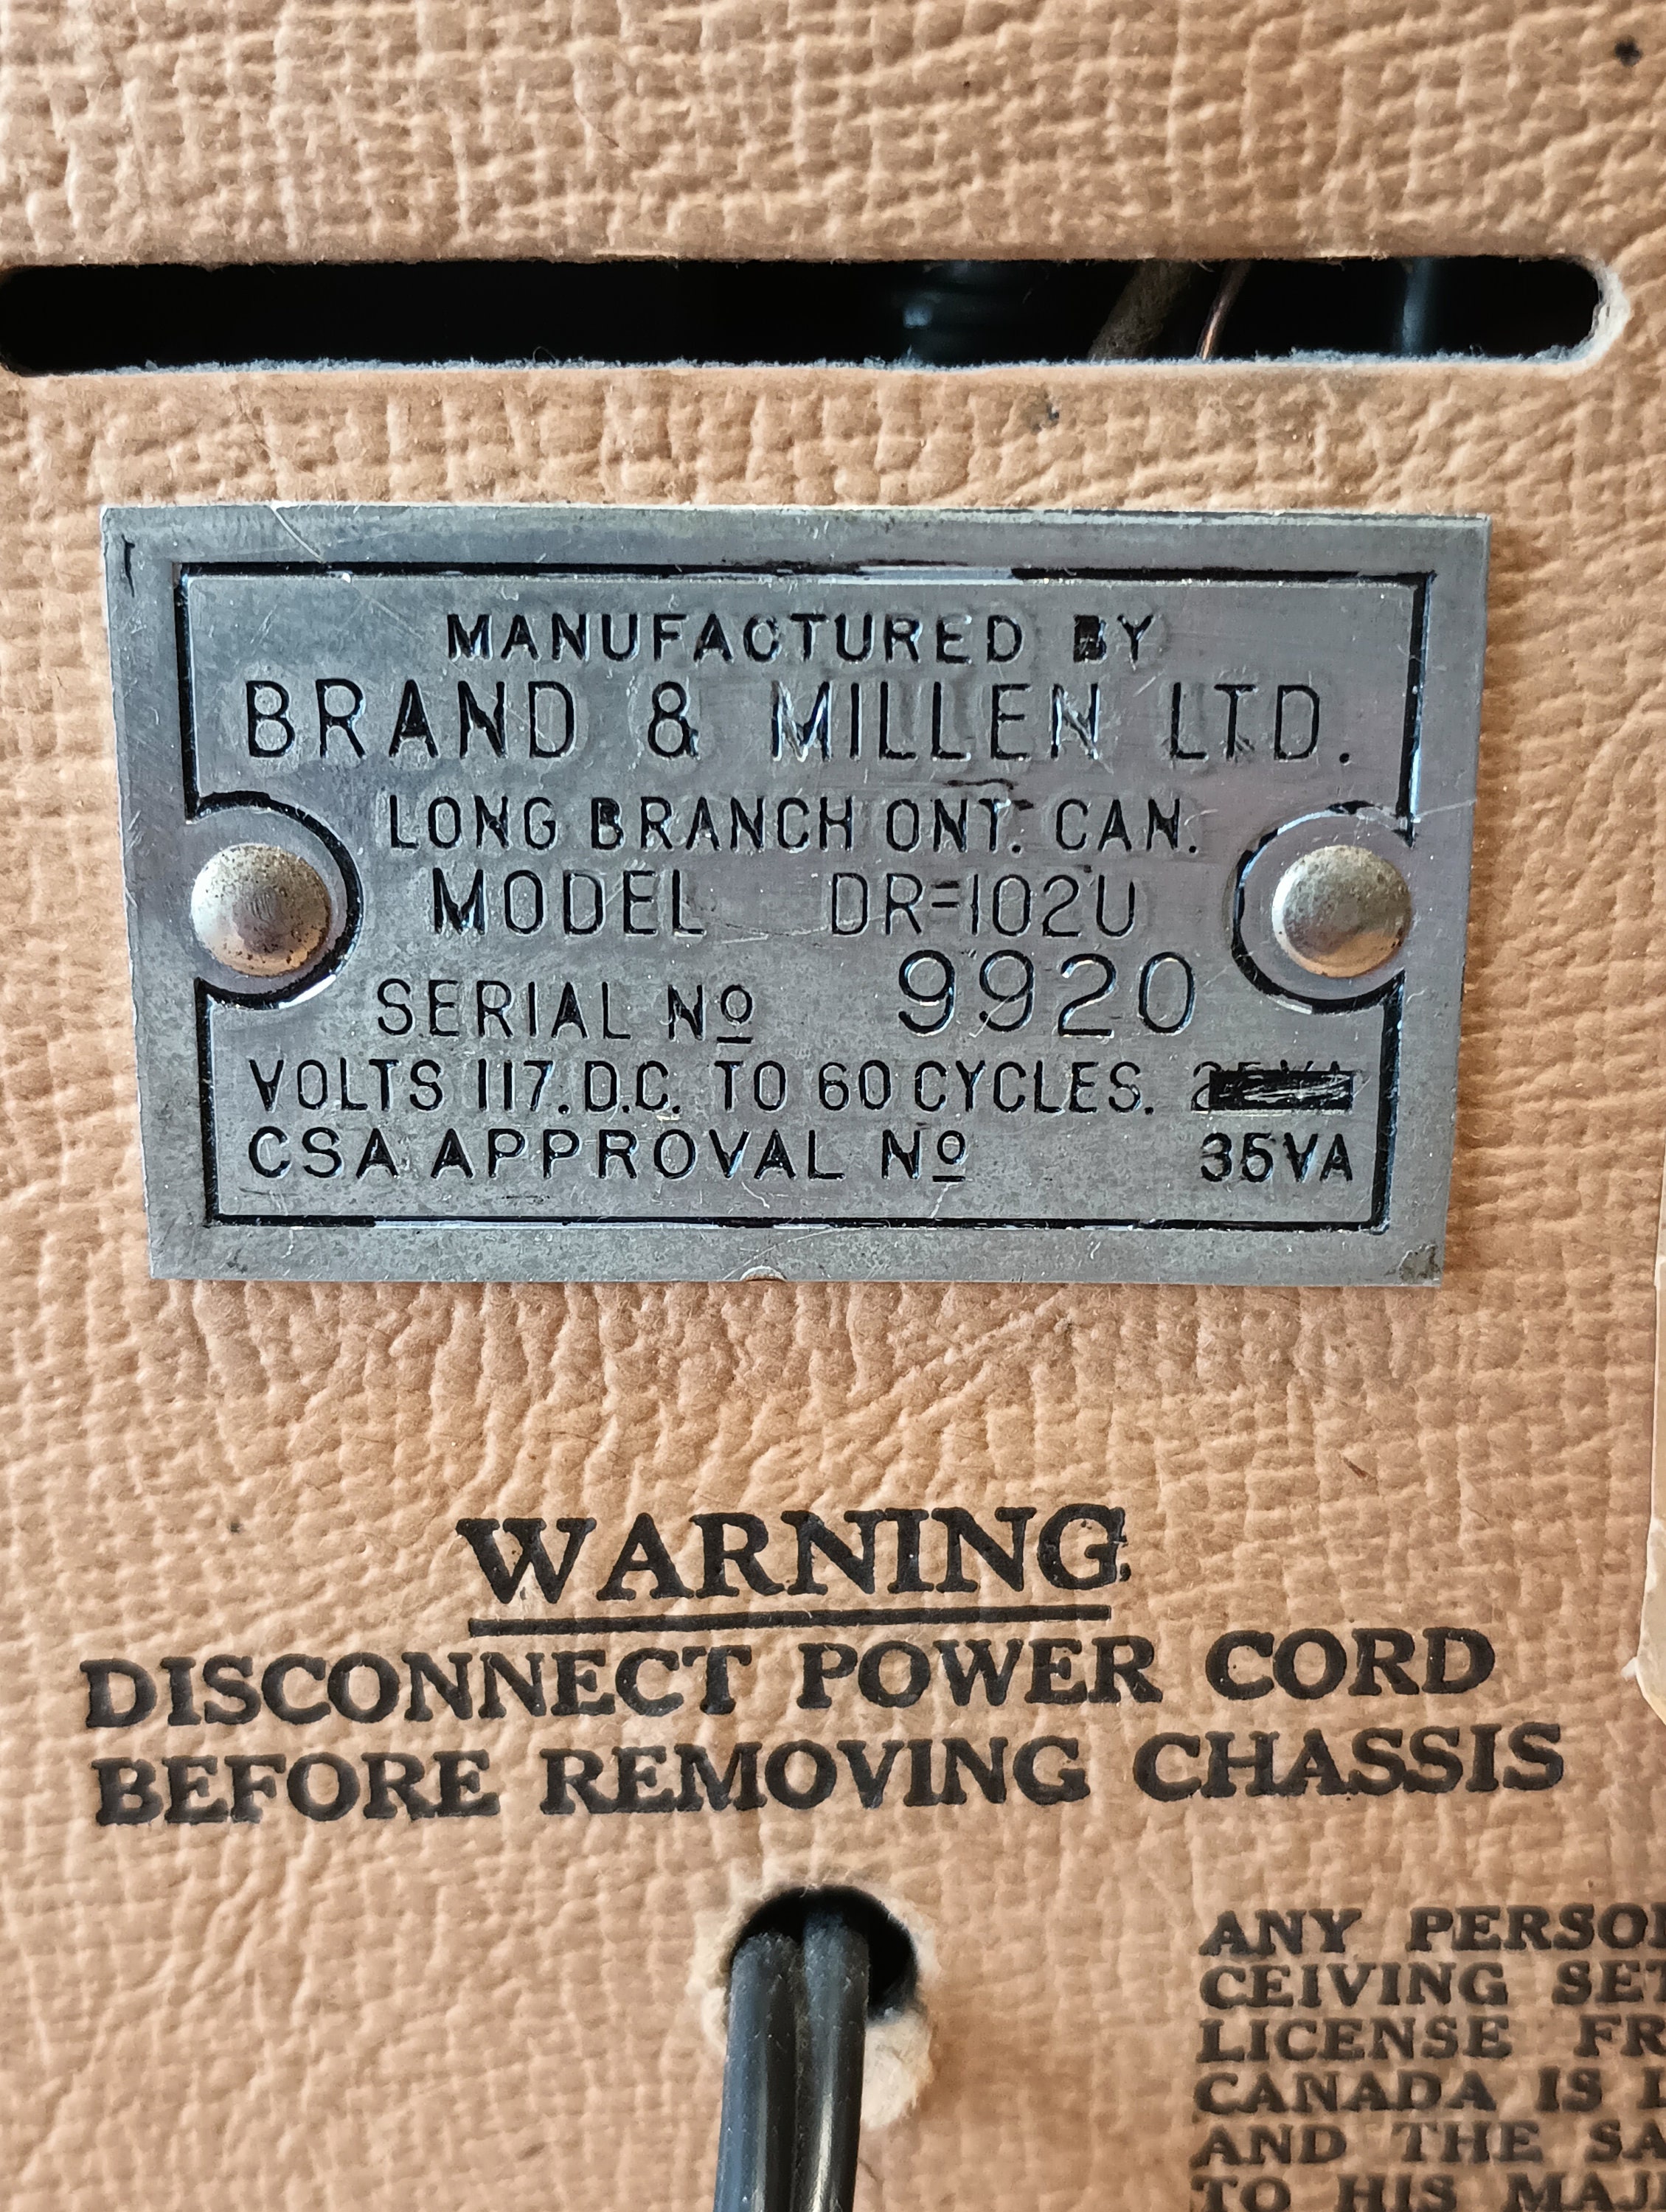 MANUFACTURED BY
BRAND & MILLEN LTD.
LONG BRANCH ONT. CAN.
MODEL DR=102U
SERIAL Nº 9920
VOLTS 117. D.C. TO 60 CYCLES.
CSA APPROVAL Nº 35VA
WARNING
DISCONNECT POWER CORD
BEFORE REMOVING CHASSIS
ANY
CEIVING
LICENSE
CANADA IS
AND THE
TO HIS